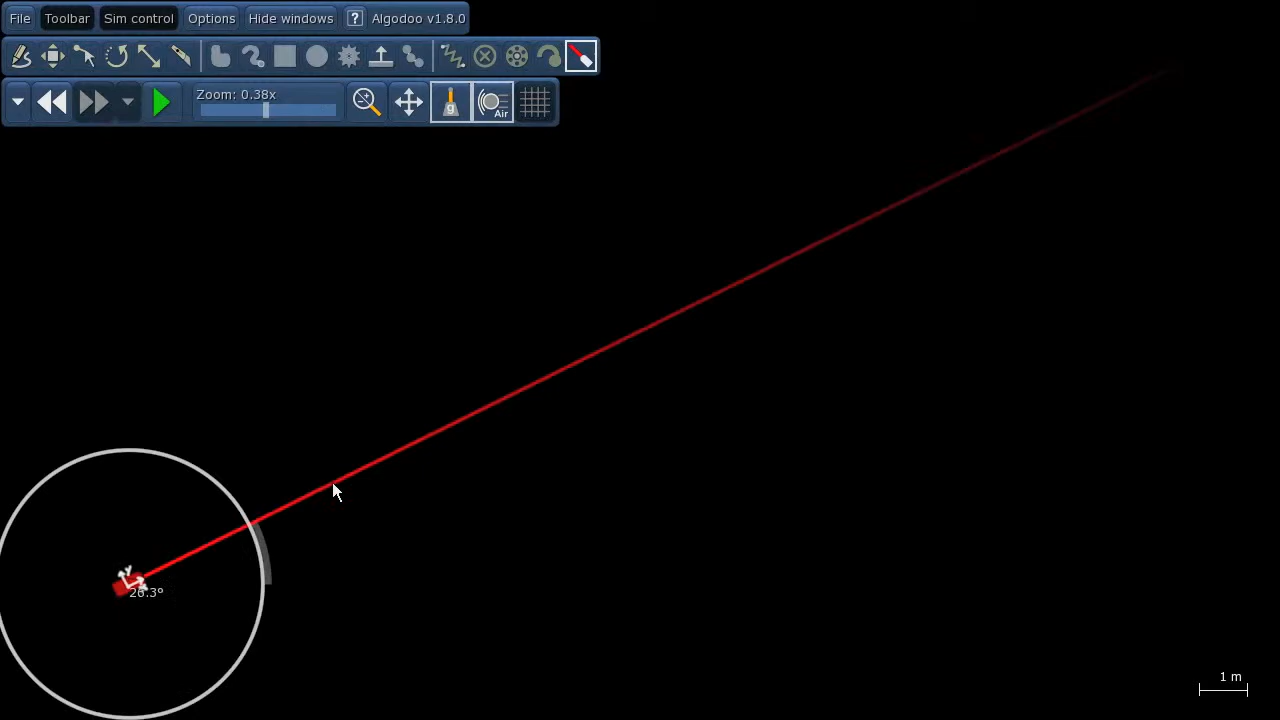 File Toolbar Sim control Options Hide windows ? Algodoo v1.8.0
Zoom: 0.38x
g
Air
Y
26.3°
1 m